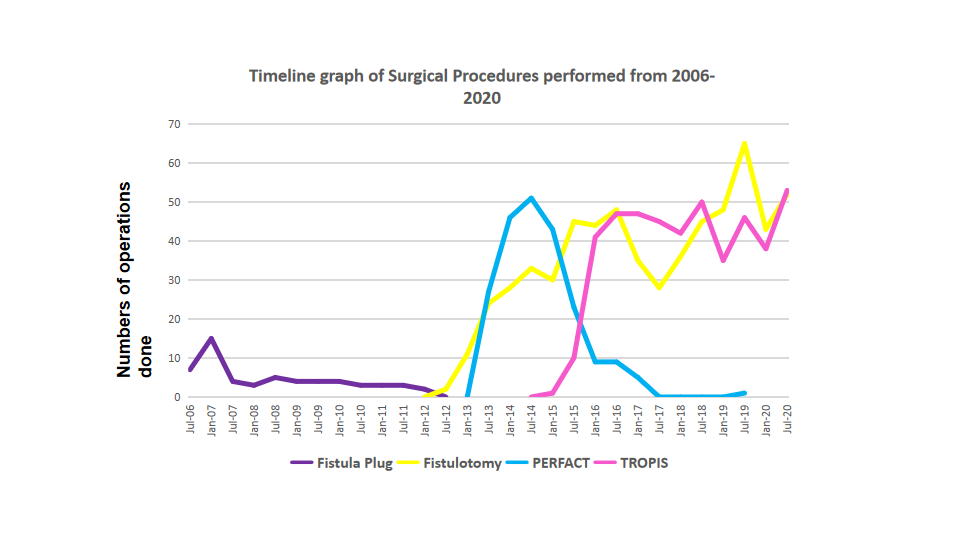 Timeline graph of Surgical Procedures performed from 2006-
2020
Numbers of operations
done
70
60
50
40
30
20
10
0
Jul-06
Jan-07
Jul-07
Jan-08
Jul-08
Jan-09
Jul-09
Jan-10
Jul-10
Jan-11
Jul-11
Jan-12
Jul-12
Jan-13
Jul-13
Jan-14
Jul-14
Jan-15
Jul-15
Jan-16
Jul-16
Jan-17
Jul-17
Jan-18
Jul-18
Jan-19
Jul-19
Jan-20
Jul-20
Fistula Plug Fistulotomy PERFACT TROPIS